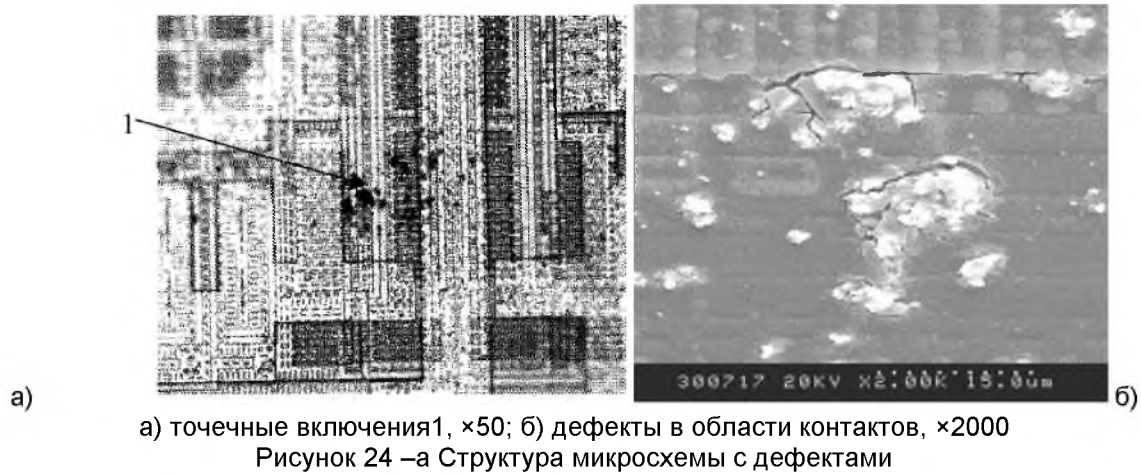 1
300717 20KV X2.00K 15.0um
а)
б)
а) точечные включения1, ×50; б) дефекты в области контактов, ×2000
Рисунок 24 –а Структура микросхемы с дефектами